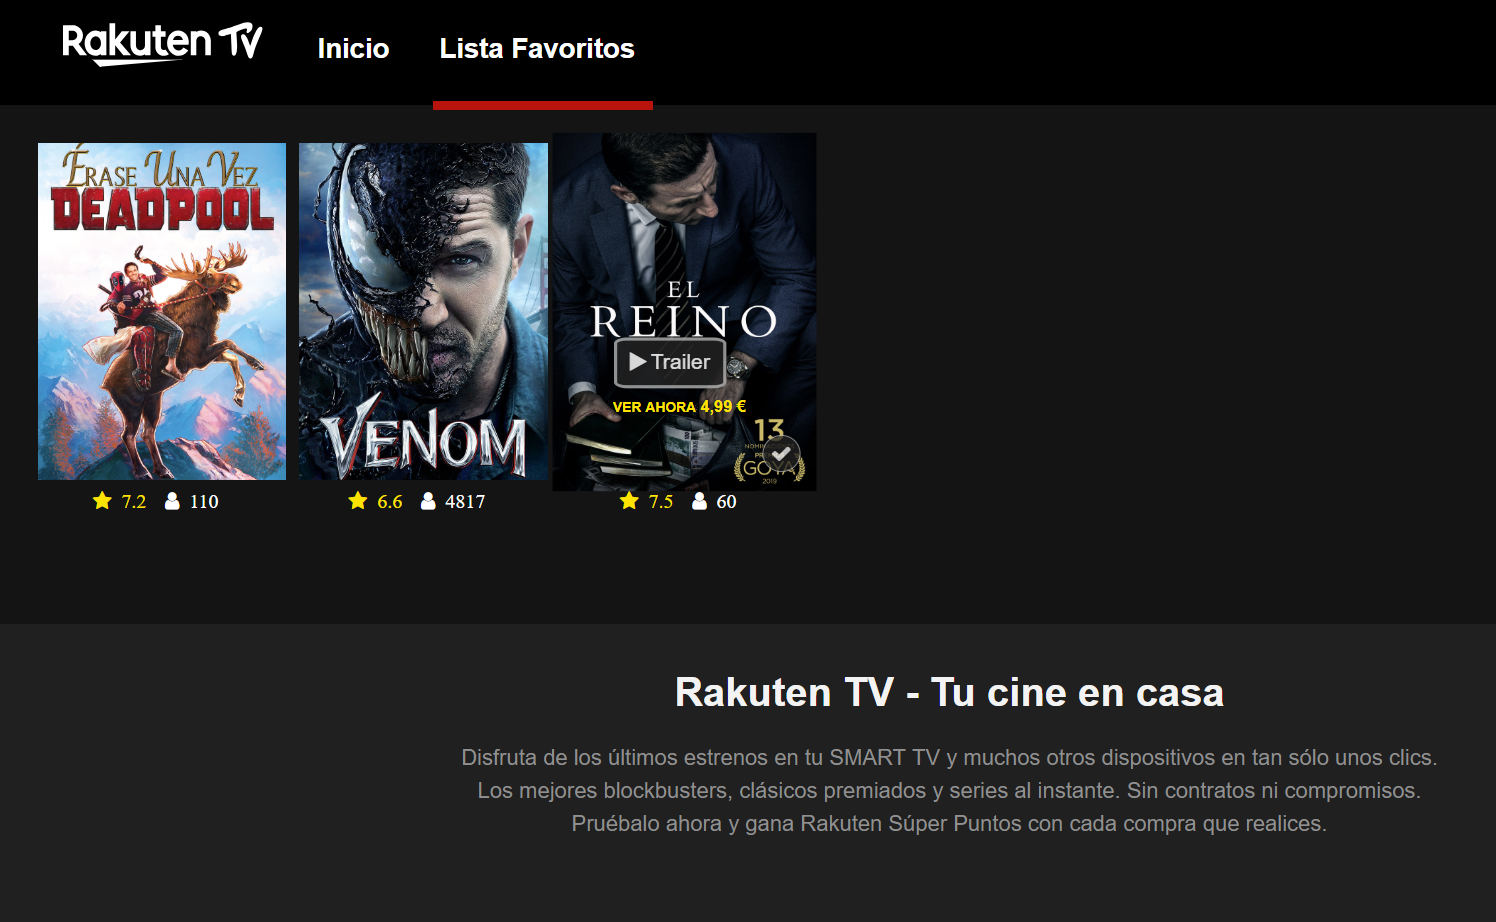 Rakuten TV
Inicio
Lista Favoritos
ÉRASE UNA VEZ
DEADPOOL
VENOM
EL
REINO
Trailer
VER AHORA 4,99 €
13
GOYA
2019
7.2 110
6.6 4817
7.5 60
Rakuten TV - Tu cine en casa
Disfruta de los últimos estrenos en tu SMART TV y muchos otros dispositivos en tan sólo unos clics.
Los mejores blockbusters, clásicos premiados y series al instante. Sin contratos ni compromisos.
Pruébalo ahora y gana Rakuten Súper Puntos con cada compra que realices.